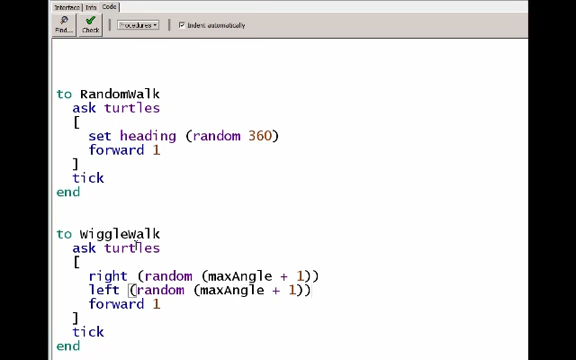 Interface Info Code
Find... Check Procedures Indent automatically
to RandomWalk
ask turtles
[
set heading (random 360)
forward 1
]
tick
end
to WiggleWalk
ask turtles
[
right (random (maxAngle + 1))
left (random (maxAngle + 1))
forward 1
]
tick
end